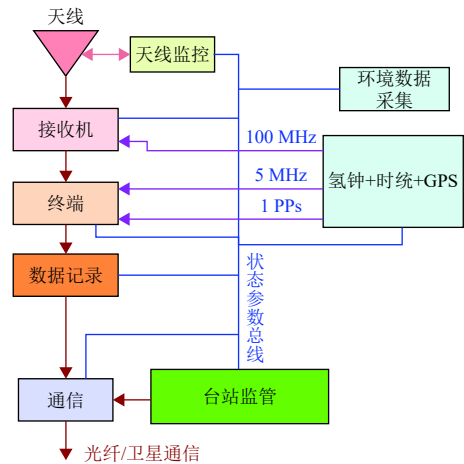 天线
天线监控
环境数据
采集
接收机
100 MHz
5 MHz
氢钟+时统+GPS
终端
1 PPs
数据记录
状态参数总线
通信
台站监管
光纤/卫星通信